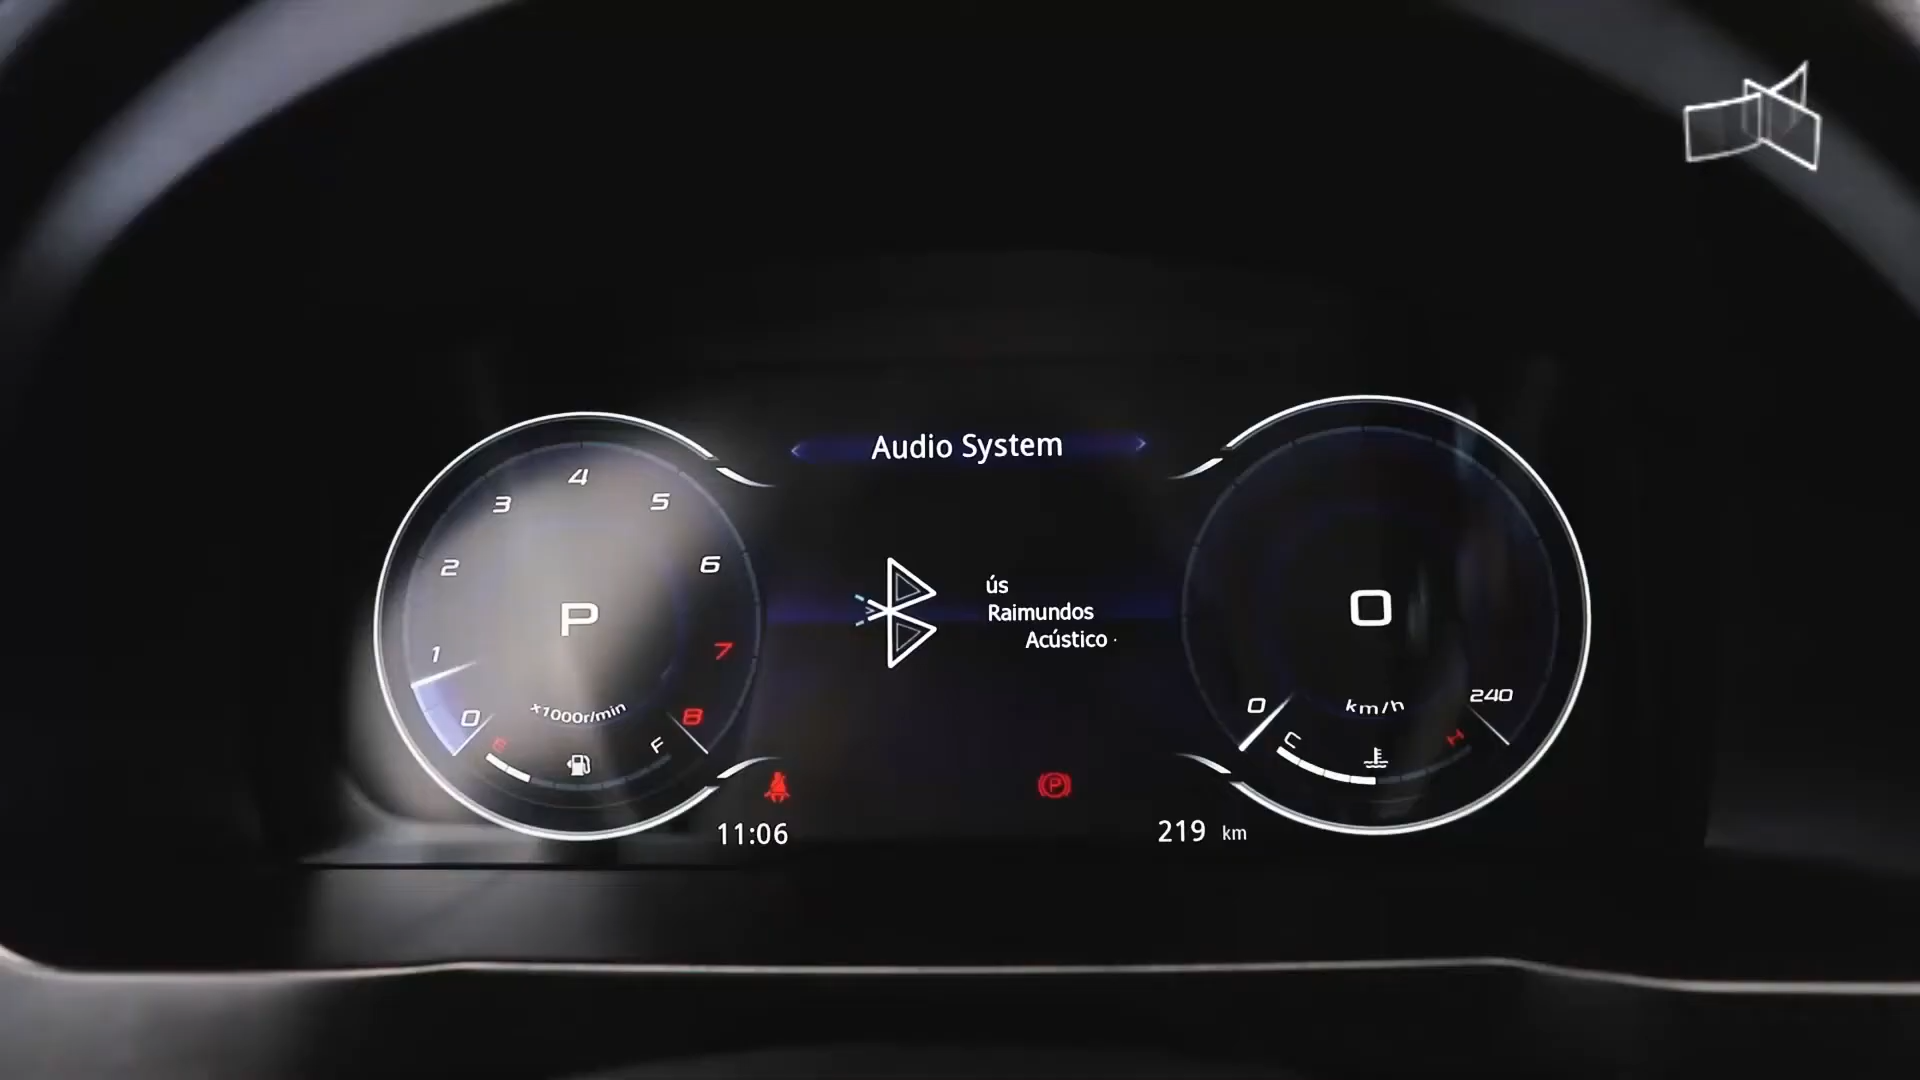 Audio System
4
3
5
2
6
P
1
7
0
8
x1000r/min
E
F
ús
Raimundos
Acústico
0
0
240
km/h
C
H
P
11:06
219 km